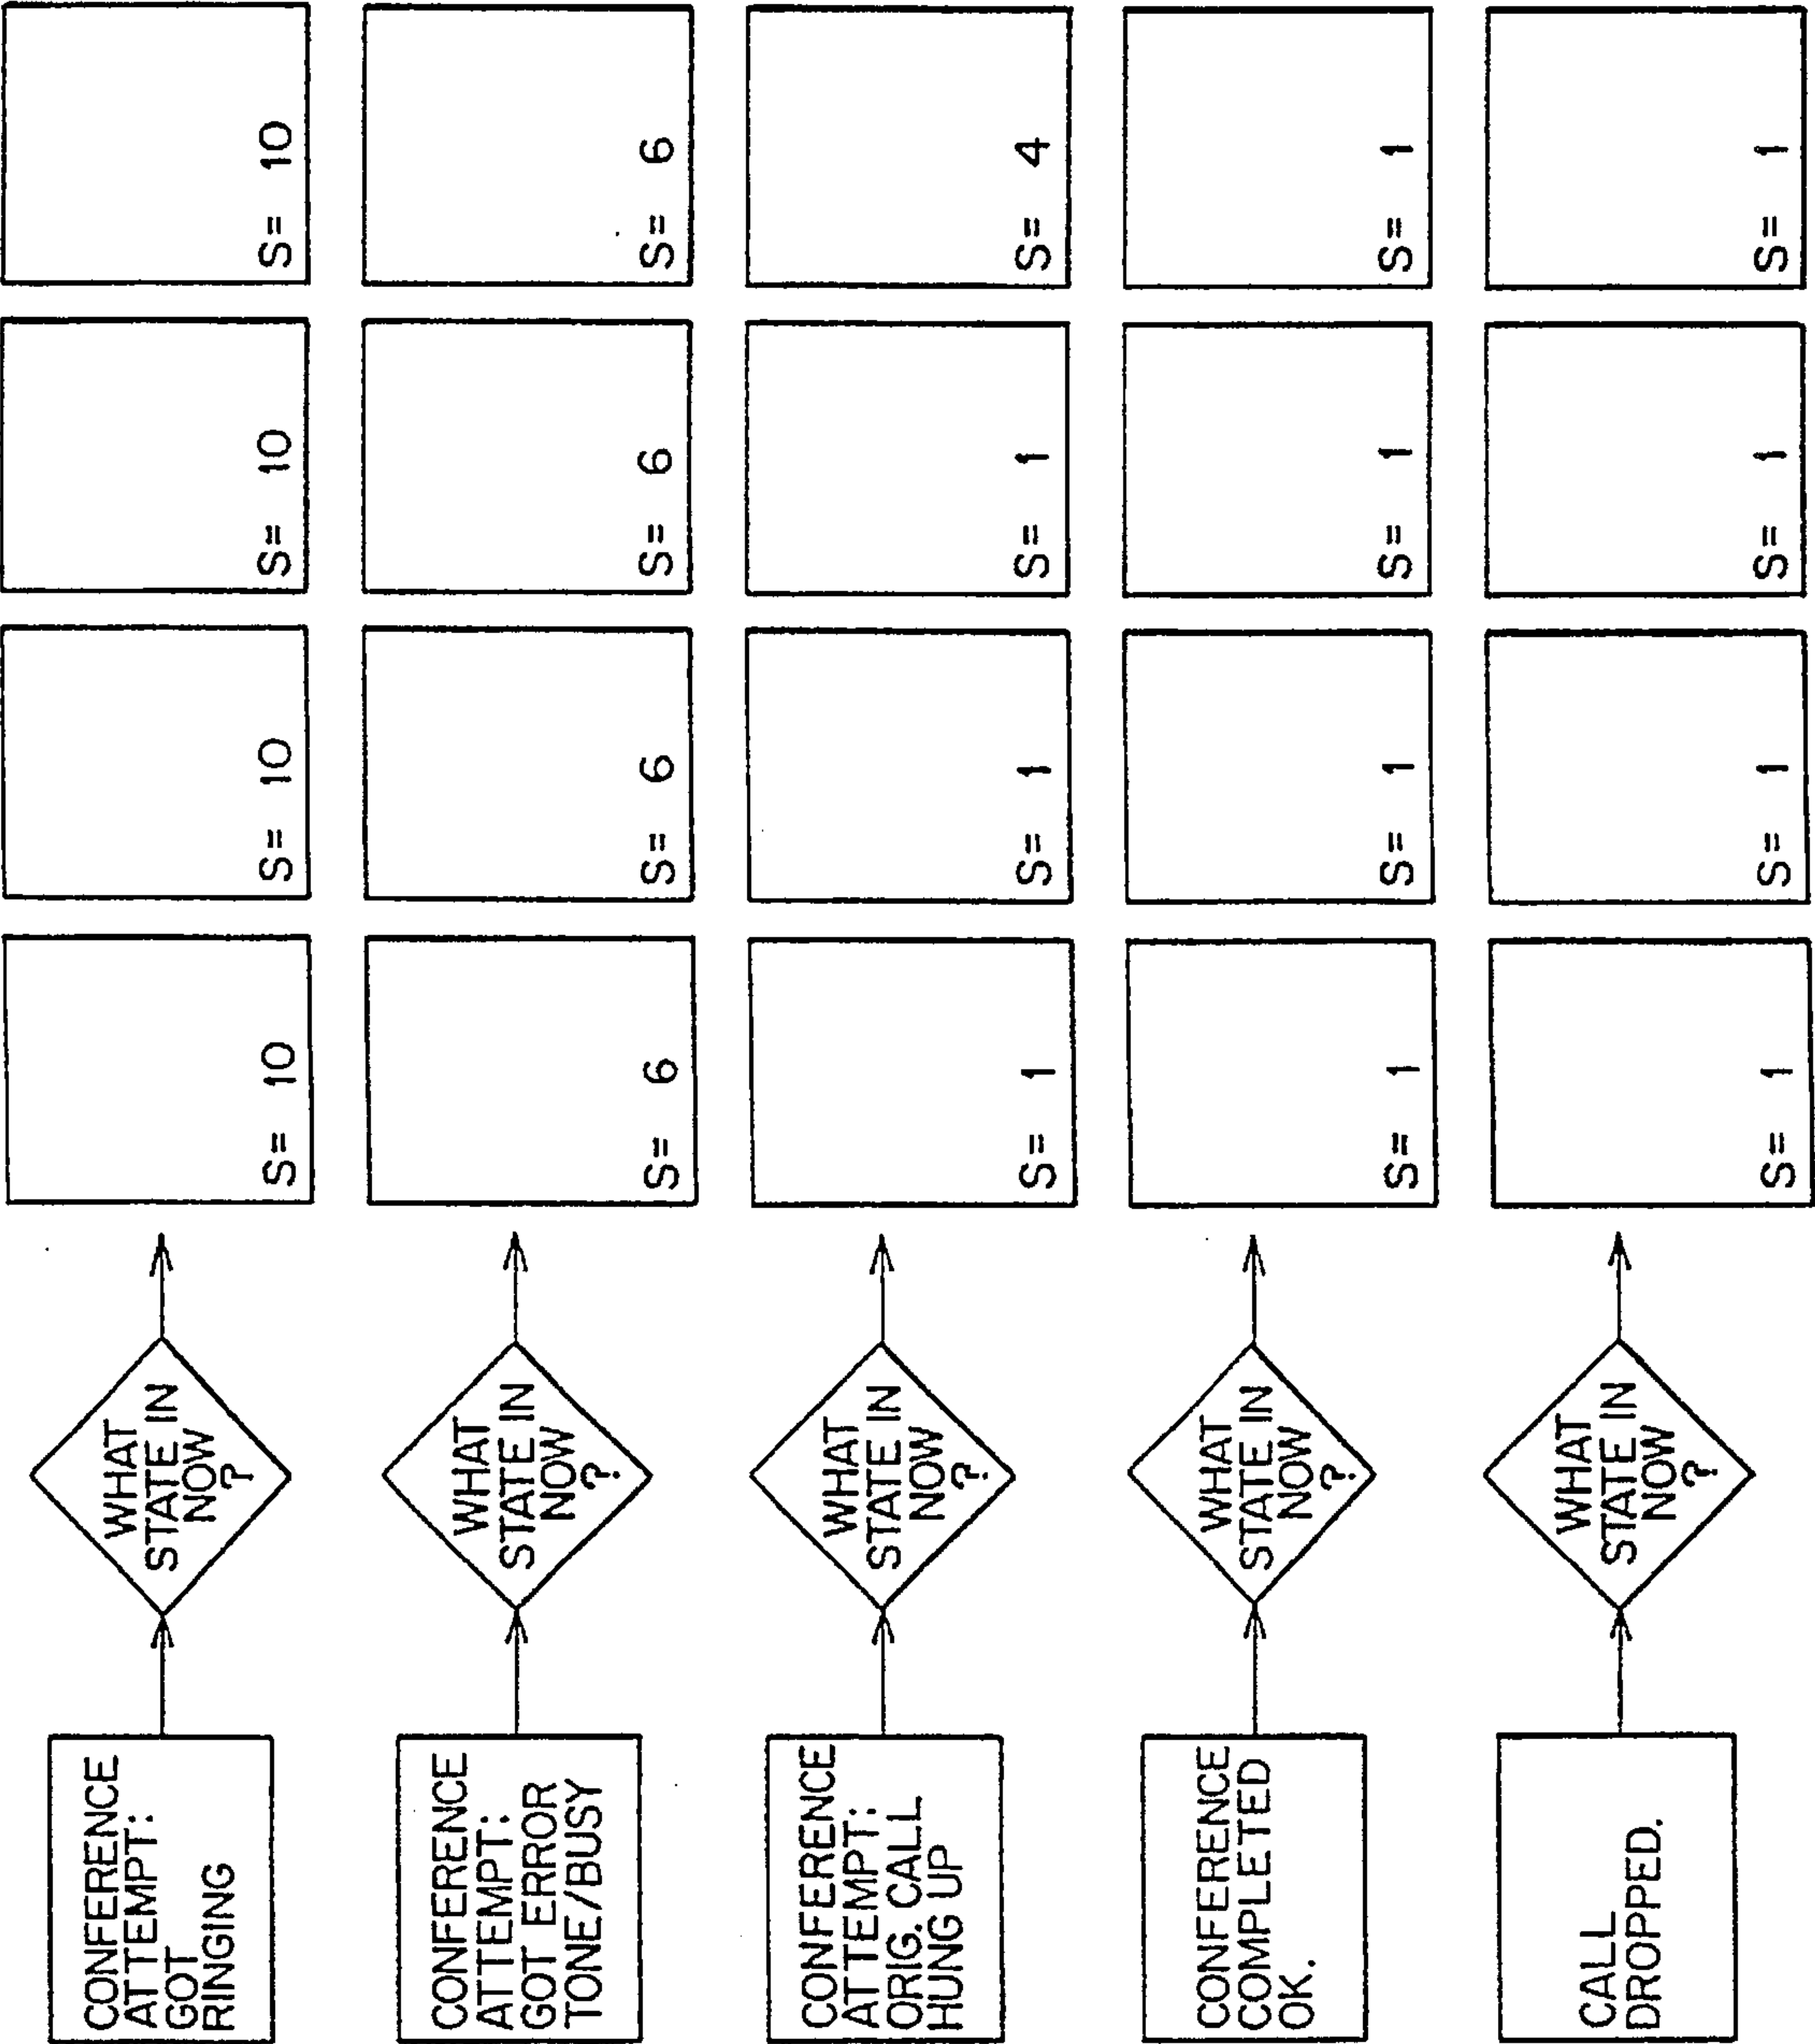 CONFERENCE
ATTEMPT:
GOT
RINGING
WHAT
STATE IN
NOW
?
S= 10
S= 10
S= 10
S= 10
CONFERENCE
ATTEMPT:
GOT ERROR
TONE/BUSY
WHAT
STATE IN
NOW
?
S= 6
S= 6
S= 6
S= 6
CONFERENCE
ATTEMPT:
ORIG. CALL
HUNG UP
WHAT
STATE IN
NOW
?
S= 1
S= 1
S= 1
S= 4
CONFERENCE
COMPLETED
OK.
WHAT
STATE IN
NOW
?
S= 1
S= 1
S= 1
S= 1
CALL
DROPPED.
WHAT
STATE IN
NOW
?
S= 1
S= 1
S= 1
S= 1